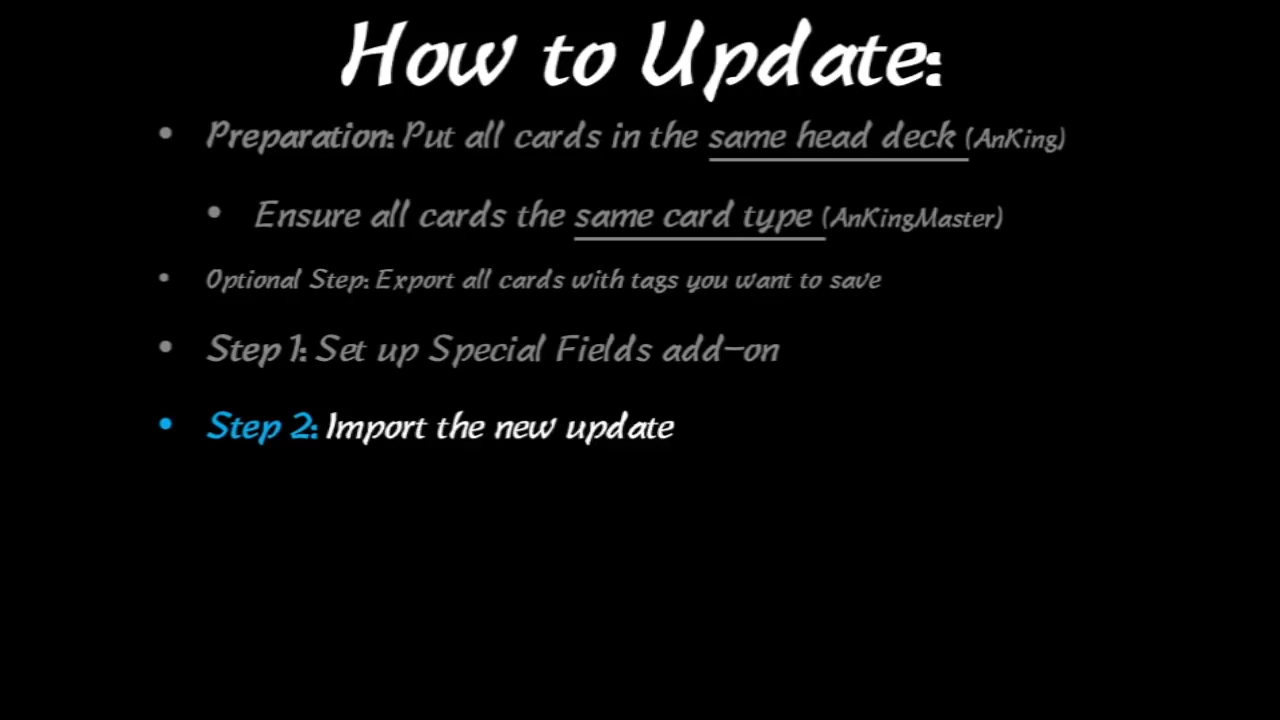 How to Update:
• Preparation: Put all cards in the same head deck (AnKing)
• Ensure all cards the same card type (AnKingMaster)
• Optional Step: Export all cards with tags you want to save
• Step 1: Set up Special Fields add-on
• Step 2: Import the new update